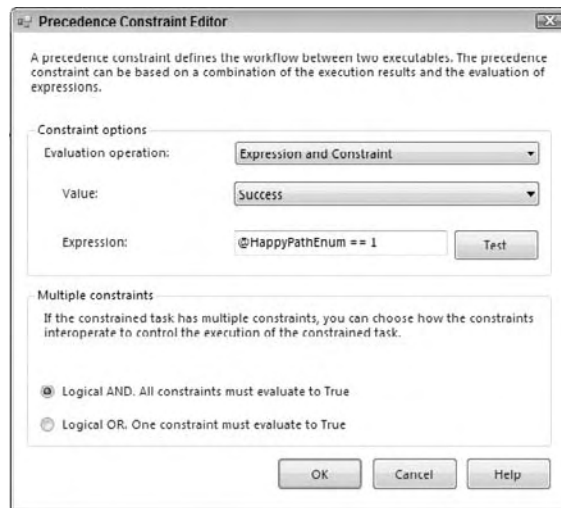 Precedence Constraint Editor
A precedence constraint defines the workflow between two executables. The precedence
constraint can be based on a combination of the execution results and the evaluation of
expressions.
Constraint options
Evaluation operation: Expression and Constraint
Value: Success
Expression: @HappyPathEnum == 1 Test
Multiple constraints
If the constrained task has multiple constraints, you can choose how the constraints
interoperate to control the execution of the constrained task.
Logical AND. All constraints must evaluate to True
Logical OR. One constraint must evaluate to True
OK Cancel Help